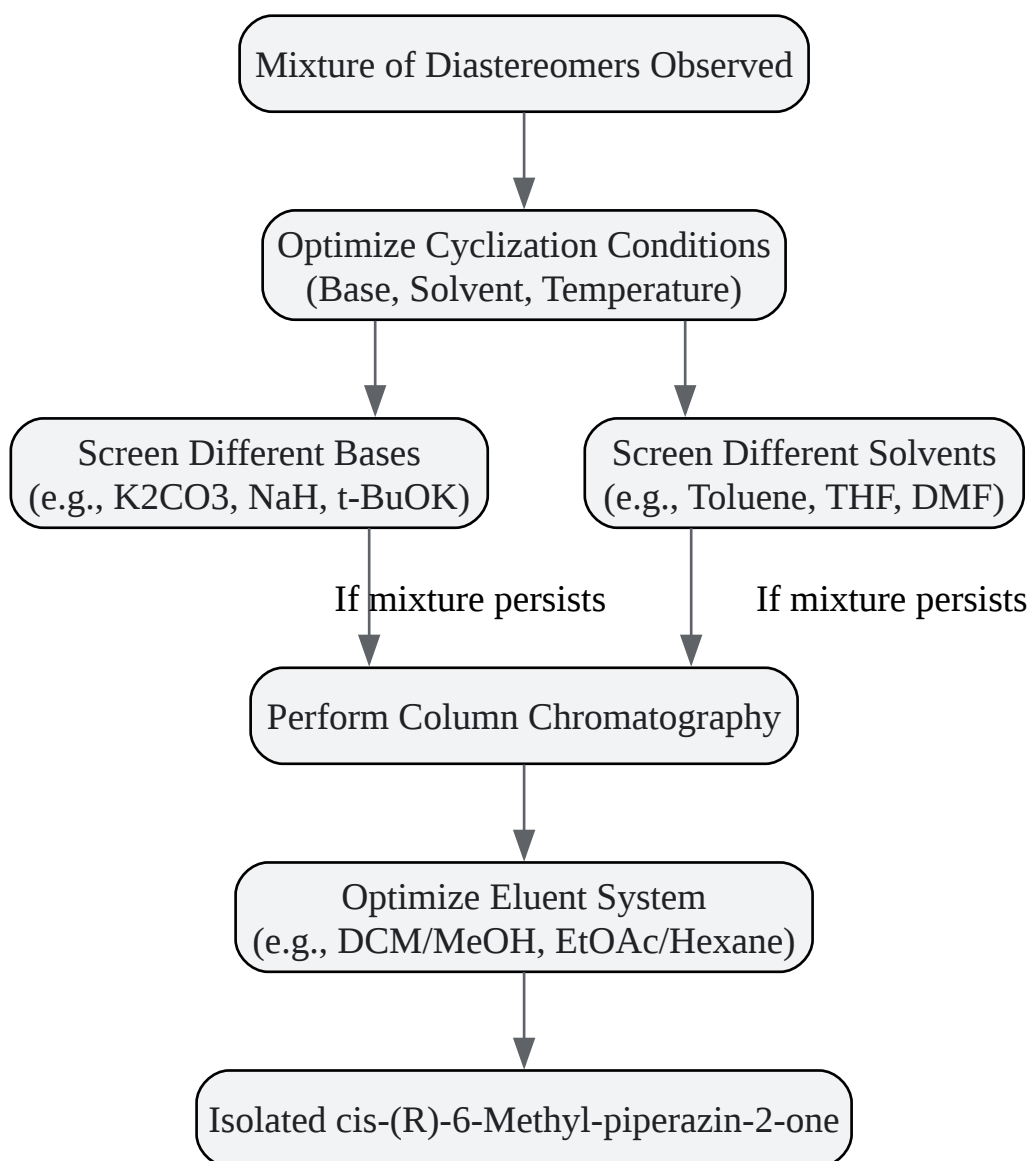 Mixture of Diastereomers Observed
Optimize Cyclization Conditions
(Base, Solvent, Temperature)
Screen Different Bases
(e.g., K2CO3, NaH, t-BuOK)
Screen Different Solvents
(e.g., Toluene, THF, DMF)
If mixture persists
If mixture persists
Perform Column Chromatography
Optimize Eluent System
(e.g., DCM/MeOH, EtOAc/Hexane)
Isolated cis-(R)-6-Methyl-piperazin-2-one